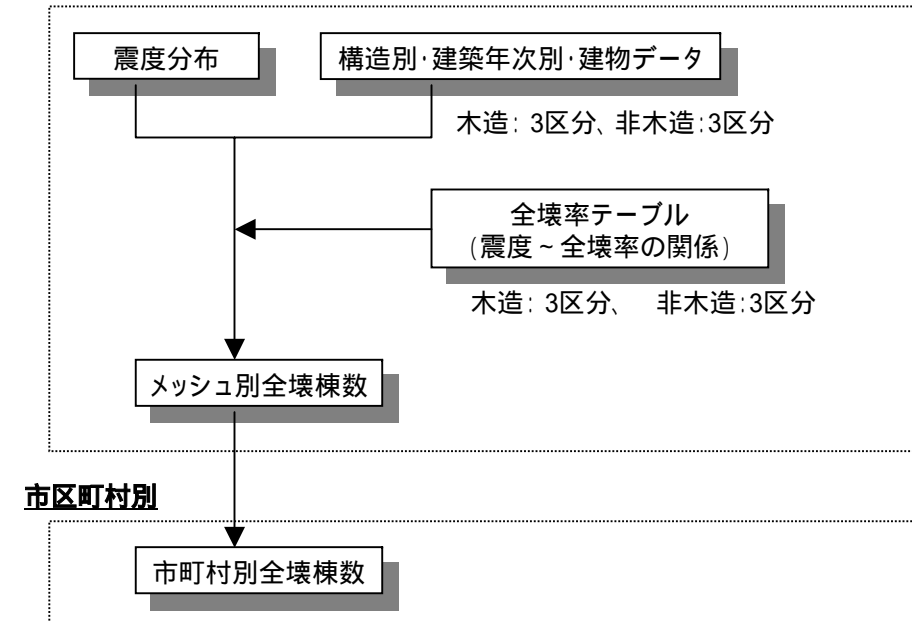 震度分布
構造別・建築年次別・建物データ
木造: 3区分、非木造:3区分
全壊率テーブル
(震度~全壊率の関係)
木造: 3区分、 非木造:3区分
メッシュ別全壊棟数
市区町村別
市町村別全壊棟数